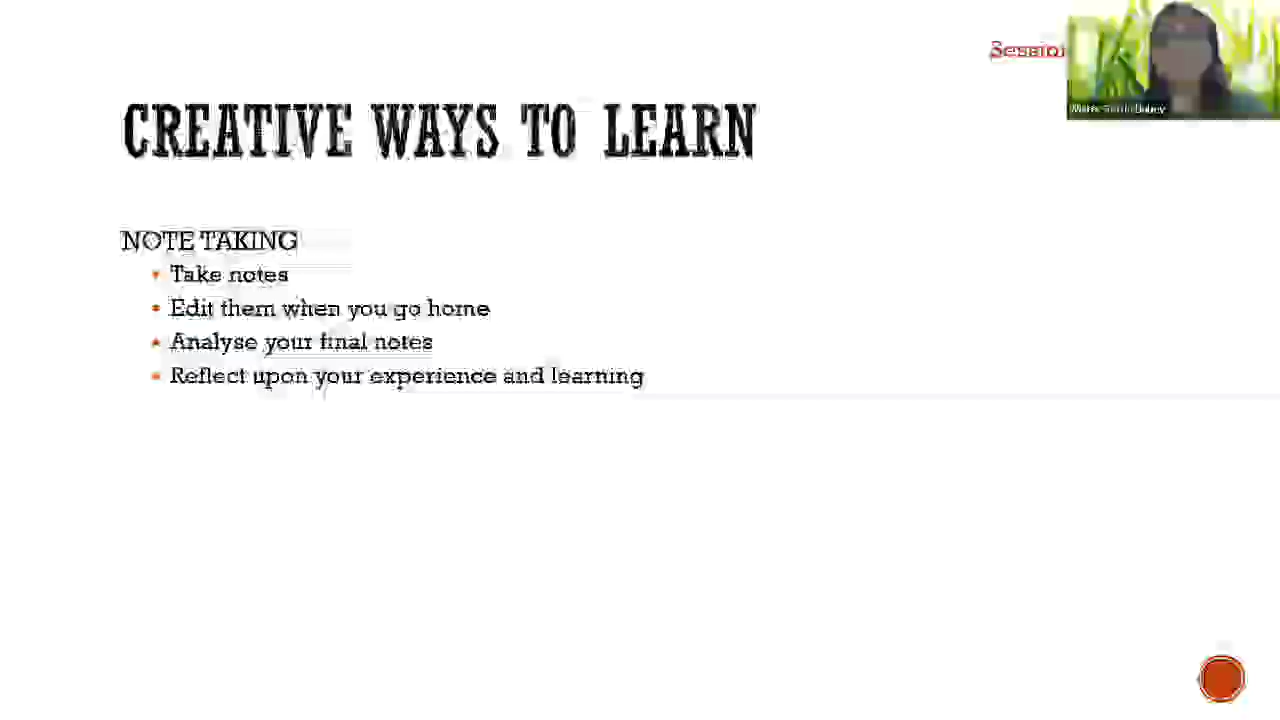 Session
CREATIVE WAYS TO LEARN
NOTE TAKING
Take notes
Edit them when you go home
Analyse your final notes
Reflect upon your experience and learning